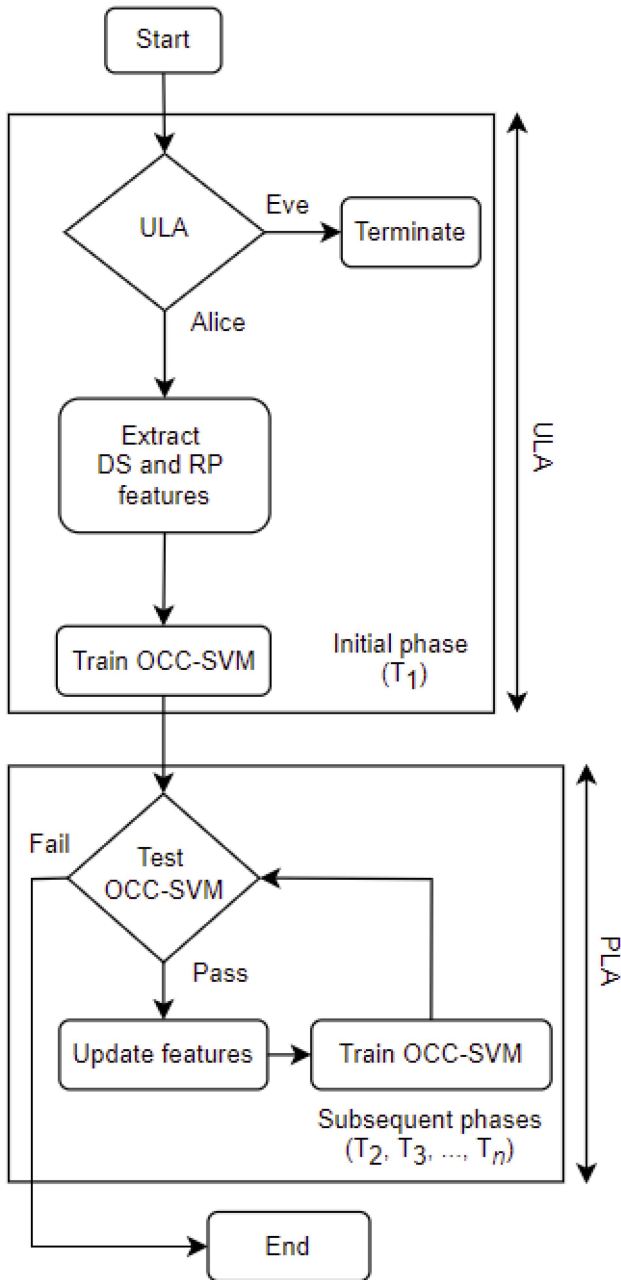 Start
ULA
Eve
Terminate
Alice
Extract
DS and RP
features
ULA
Train OCC-SVM
Initial phase
(T1)
Fail
Test
OCC-SVM
Pass
PLA
Update features
Train OCC-SVM
Subsequent phases
(T2, T3, ..., Tn)
End